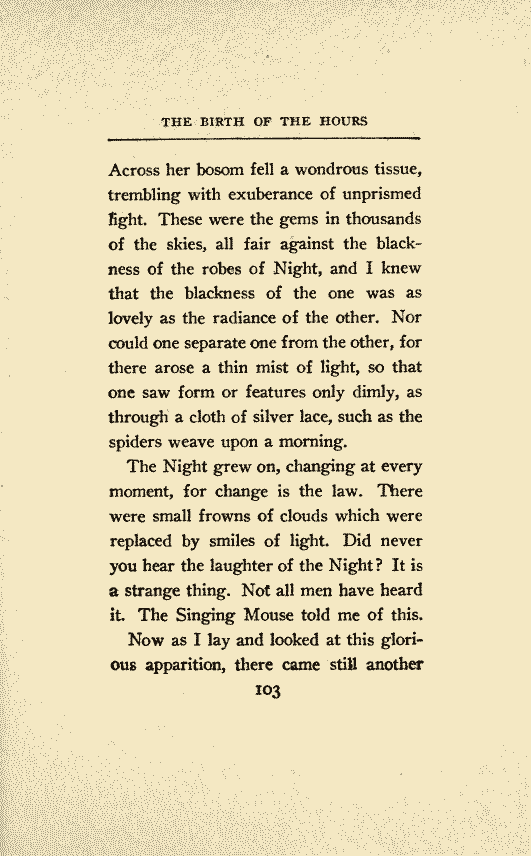 THE BIRTH OF THE HOURS
Across her bosom fell a wondrous tissue,
trembling with exuberance of unprismed
light. These were the gems in thousands
of the skies, all fair against the black-
ness of the robes of Night, and I knew
that the blackness of the one was as
lovely as the radiance of the other. Nor
could one separate one from the other, for
there arose a thin mist of light, so that
one saw form or features only dimly, as
through a cloth of silver lace, such as the
spiders weave upon a morning.
The Night grew on, changing at every
moment, for change is the law. There
were small frowns of clouds which were
replaced by smiles of light. Did never
you hear the laughter of the Night? It is
a strange thing. Not all men have heard
it. The Singing Mouse told me of this.
Now as I lay and looked at this glori-
ous apparition, there came still another
103